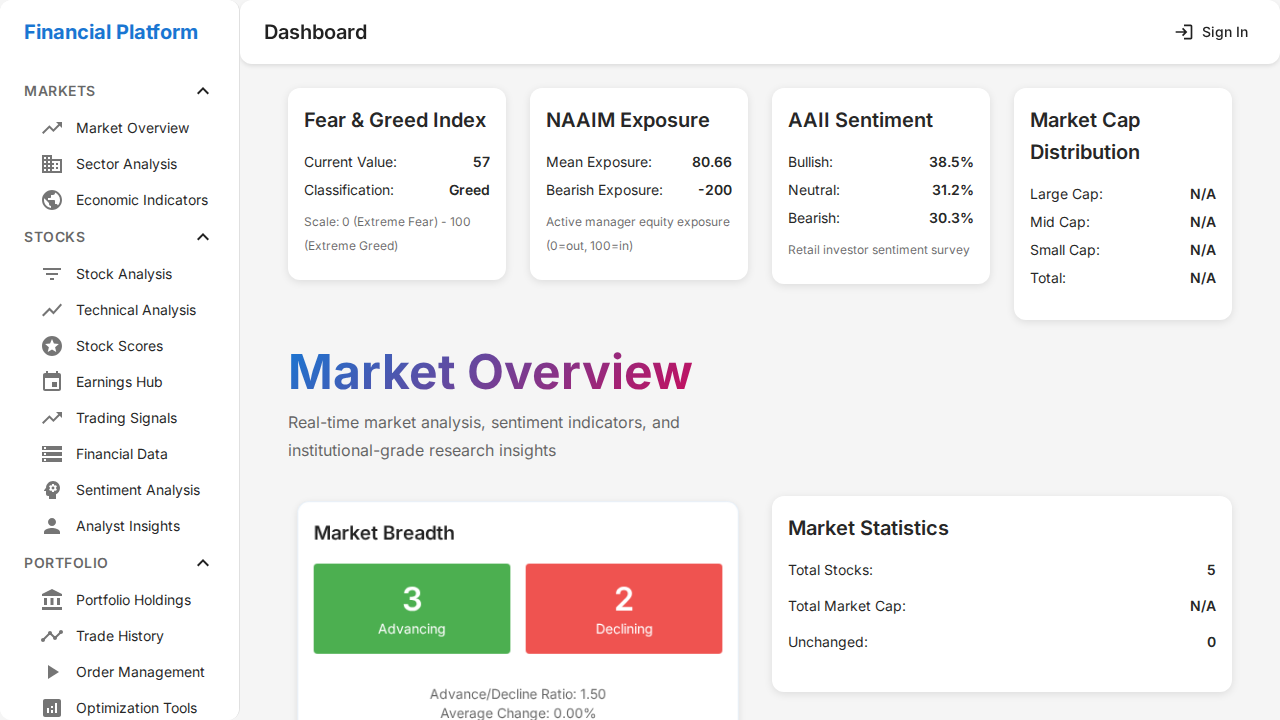 Financial Platform
MARKETS
Market Overview
Sector Analysis
Economic Indicators
STOCKS
Stock Analysis
Technical Analysis
Stock Scores
Earnings Hub
Trading Signals
Financial Data
Sentiment Analysis
Analyst Insights
PORTFOLIO
Portfolio Holdings
Trade History
Order Management
Optimization Tools
Dashboard
Sign In
Fear & Greed Index
Current Value: 57
Classification: Greed
Scale: 0 (Extreme Fear) - 100
(Extreme Greed)
NAAIM Exposure
Mean Exposure: 80.66
Bearish Exposure: -200
Active manager equity exposure
(0=out, 100=in)
AAII Sentiment
Bullish: 38.5%
Neutral: 31.2%
Bearish: 30.3%
Retail investor sentiment survey
Market Cap
Distribution
Large Cap: N/A
Mid Cap: N/A
Small Cap: N/A
Total: N/A
Market Overview
Real-time market analysis, sentiment indicators, and
institutional-grade research insights
Market Breadth
3
Advancing
2
Declining
Advance/Decline Ratio: 1.50
Average Change: 0.00%
Market Statistics
Total Stocks: 5
Total Market Cap: N/A
Unchanged: 0